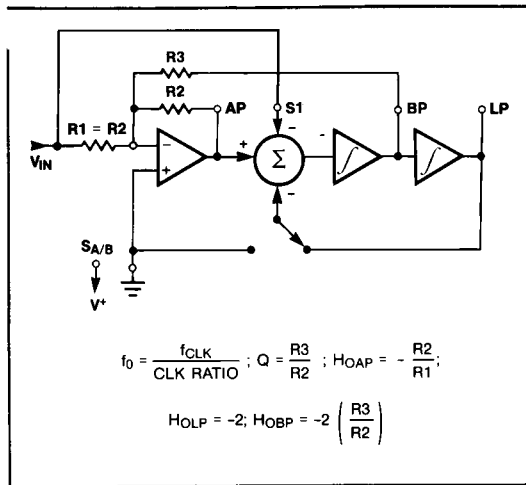 R3
R2
AP
S1
BP
LP
R1 = R2
VIN
−
+
+
−
Σ
−
-
∫
∫
SA/B
V+
f0 = fCLK / CLK RATIO ; Q = R3 / R2 ; HOAP = - R2 / R1 ;
HOLP = -2; HOBP = -2 ( R3 / R2 )